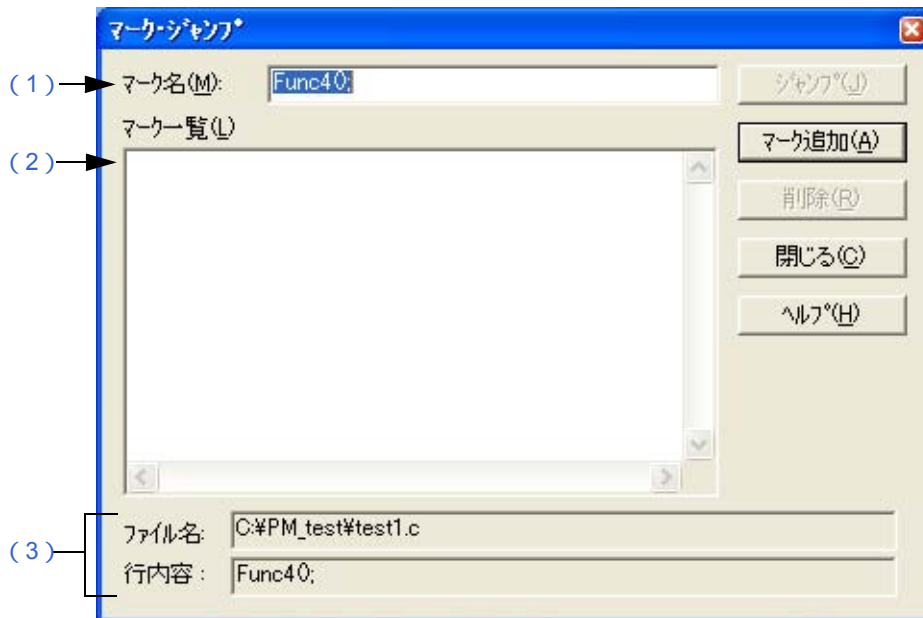 マーク・ジャンプ
(1) マーク名(M): Func4(); ジャンプ(J)
マーク一覧(L)
マーク追加(A)
(2)
削除(R)
閉じる(C)
ヘルプ(H)
ファイル名: C:¥PM_test¥test1.c
(3)
行内容: Func4();